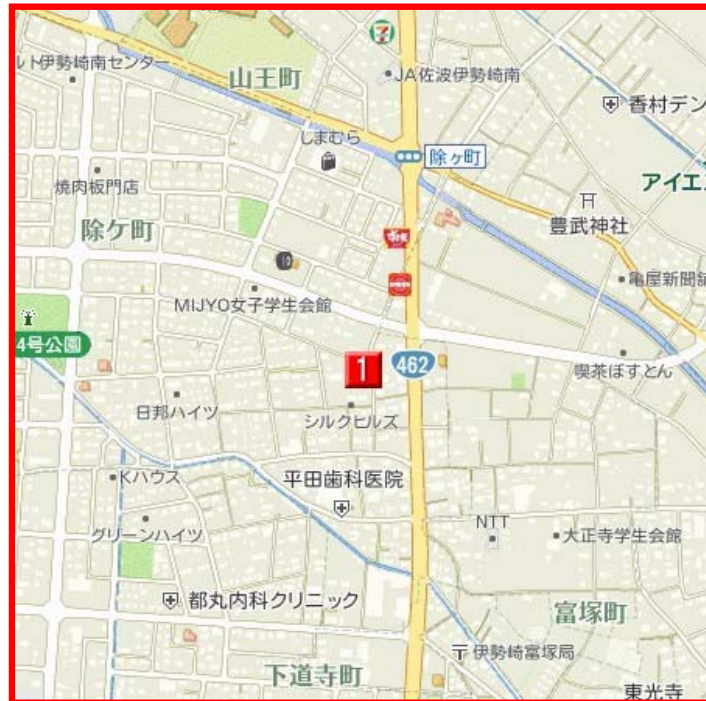 ルト伊勢崎南センター
山王町
JA佐波伊勢崎南
香村デン
しまむら
除ヶ町
焼肉板門店
アイエ
除ケ町
豊武神社
亀屋新聞舗
MIJYO女子学生会館
4号公園
1
462
喫茶ぽすとん
日邦ハイツ
シルクヒルズ
Kハウス
平田歯科医院
グリーンハイツ
NTT
大正寺学生会館
都丸内科クリニック
富塚町
〒伊勢崎富塚局
下道寺町
東光寺